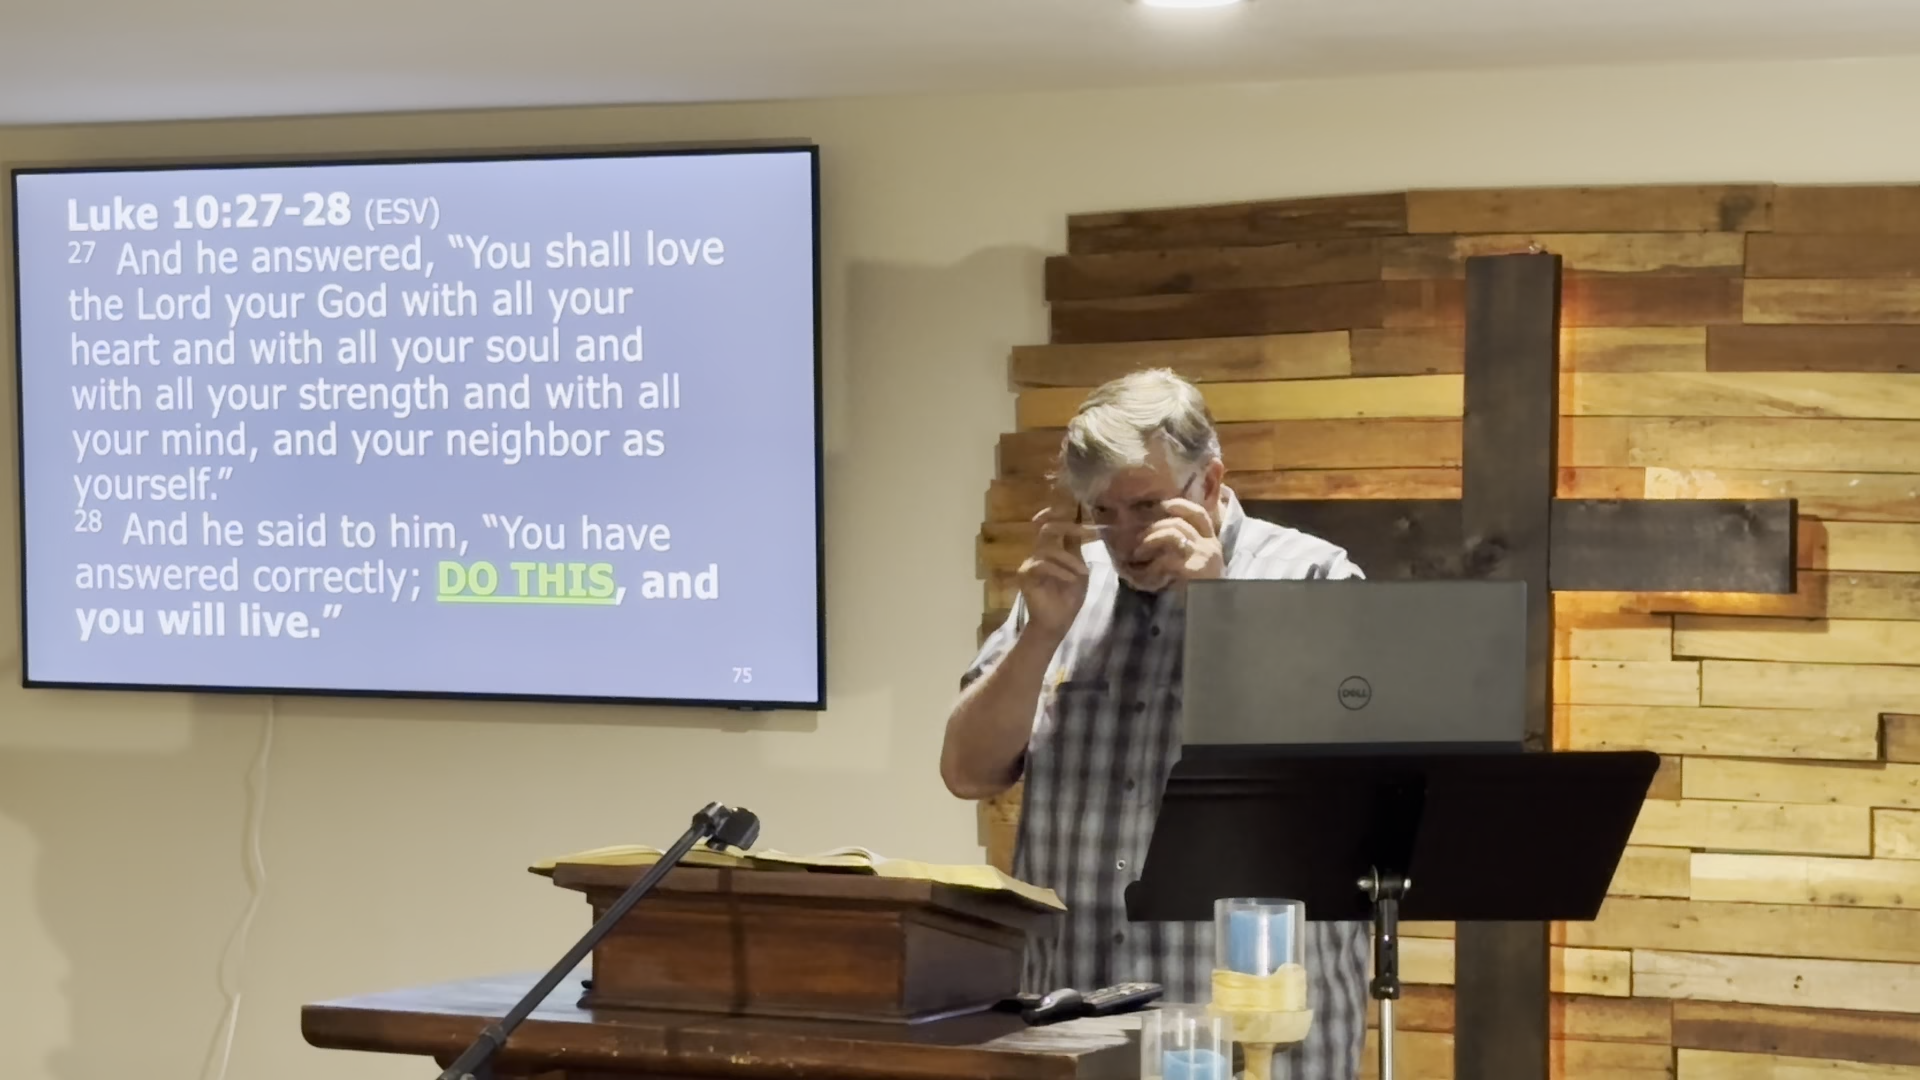 Luke 10:27-28 (ESV)
27 And he answered, “You shall love
the Lord your God with all your
heart and with all your soul and
with all your strength and with all
your mind, and your neighbor as
yourself.”
28 And he said to him, “You have
answered correctly; DO THIS, and
you will live.”
75
DELL